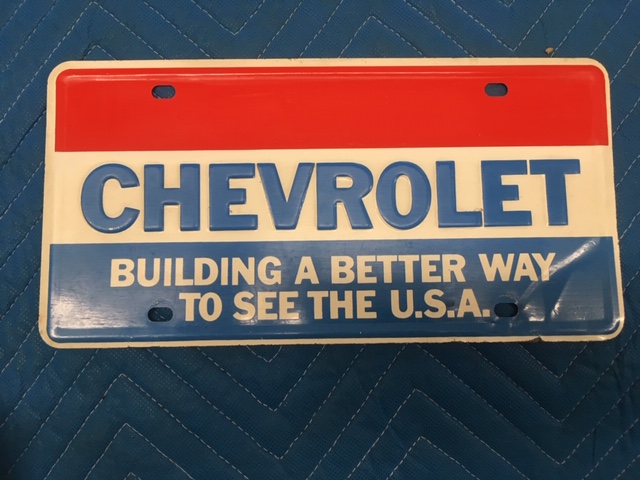 CHEVROLET
BUILDING A BETTER WAY
TO SEE THE U.S.A.